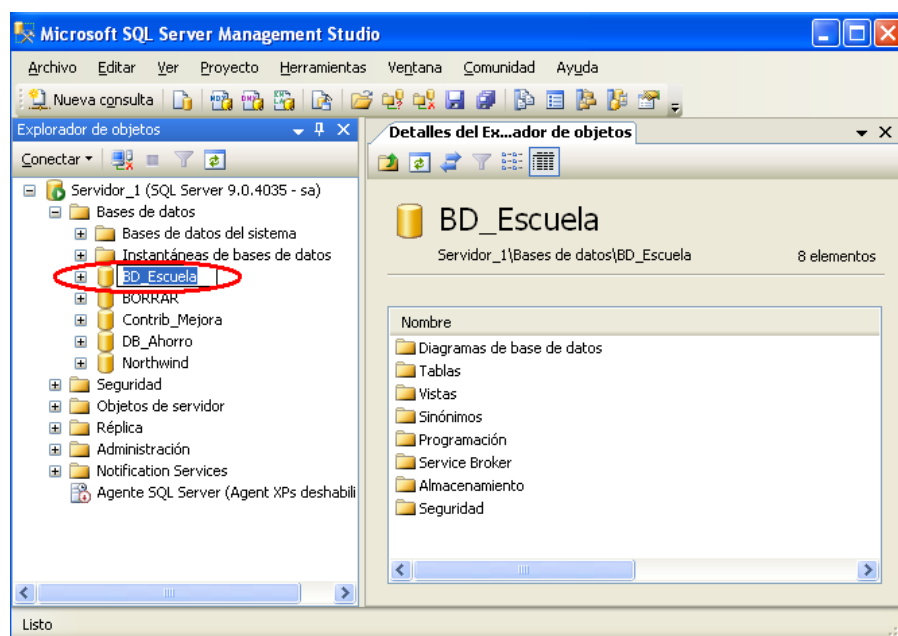 Microsoft SQL Server Management Studio
Archivo Editar Ver Proyecto Herramientas Ventana Comunidad Ayuda
Nueva consulta
Explorador de objetos
Conectar
Servidor_1 (SQL Server 9.0.4035 - sa)
Bases de datos
Bases de datos del sistema
Instantáneas de bases de datos
BD_Escuela
BORRAR
Contrib_Mejora
DB_Ahorro
Northwind
Seguridad
Objetos de servidor
Réplica
Administración
Notification Services
Agente SQL Server (Agent XPs deshabili
Detalles del Ex...ador de objetos
BD_Escuela
Servidor_1\Bases de datos\BD_Escuela 8 elementos
Nombre
Diagramas de base de datos
Tablas
Vistas
Sinónimos
Programación
Service Broker
Almacenamiento
Seguridad
Listo